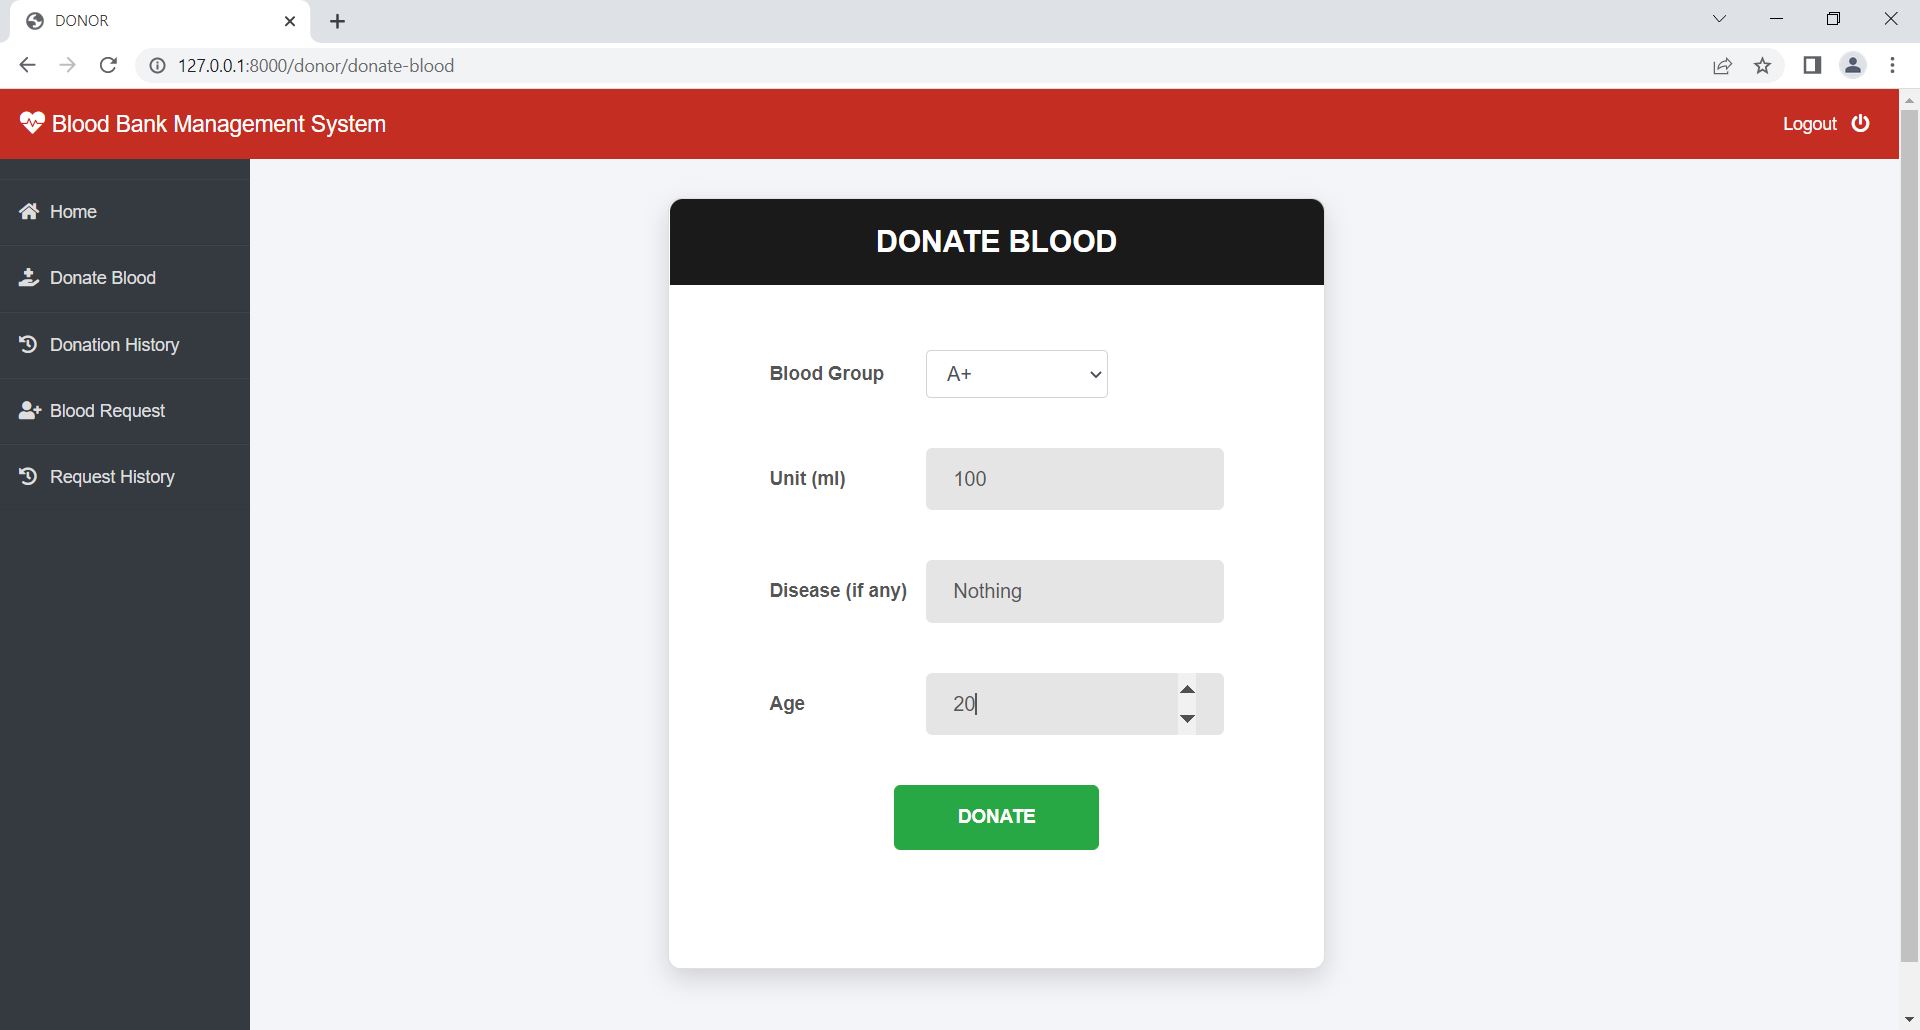 DONOR
127.0.0.1:8000/donor/donate-blood
Blood Bank Management System
Logout
Home
Donate Blood
Donation History
Blood Request
Request History
DONATE BLOOD
Blood Group A+
Unit (ml) 100
Disease (if any) Nothing
Age 20
DONATE